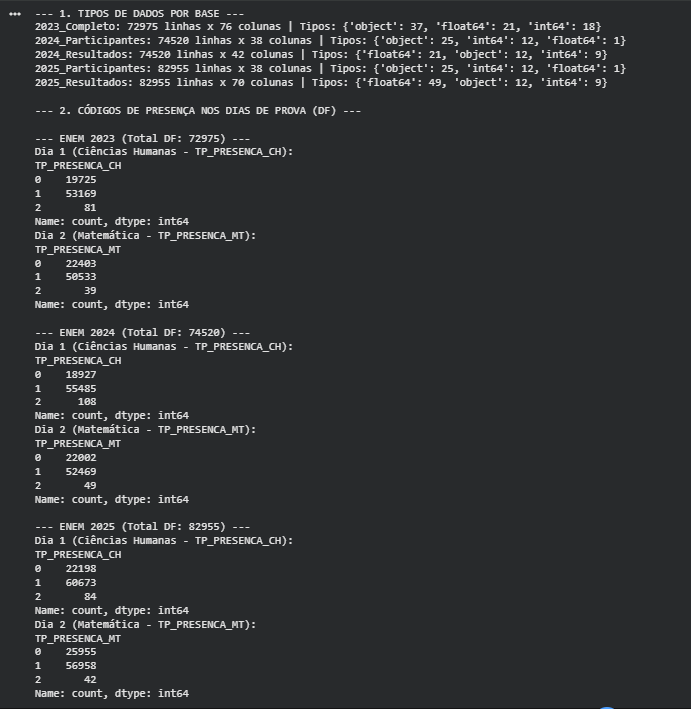 --- 1. TIPOS DE DADOS POR BASE ---
2023_Completo: 72975 linhas x 76 colunas | Tipos: {'object': 37, 'float64': 21, 'int64': 18}
2024_Participantes: 74520 linhas x 38 colunas | Tipos: {'object': 25, 'int64': 12, 'float64': 1}
2024_Resultados: 74520 linhas x 42 colunas | Tipos: {'float64': 21, 'object': 12, 'int64': 9}
2025_Participantes: 82955 linhas x 38 colunas | Tipos: {'object': 25, 'int64': 12, 'float64': 1}
2025_Resultados: 82955 linhas x 70 colunas | Tipos: {'float64': 49, 'object': 12, 'int64': 9}
--- 2. CÓDIGOS DE PRESENÇA NOS DIAS DE PROVA (DF) ---
--- ENEM 2023 (Total DF: 72975) ---
Dia 1 (Ciências Humanas - TP_PRESENCA_CH):
TP_PRESENCA_CH
0    19725
1    53169
2       81
Name: count, dtype: int64
Dia 2 (Matemática - TP_PRESENCA_MT):
TP_PRESENCA_MT
0    22403
1    50533
2       39
Name: count, dtype: int64
--- ENEM 2024 (Total DF: 74520) ---
Dia 1 (Ciências Humanas - TP_PRESENCA_CH):
TP_PRESENCA_CH
0    18927
1    55485
2      108
Name: count, dtype: int64
Dia 2 (Matemática - TP_PRESENCA_MT):
TP_PRESENCA_MT
0    22002
1    52469
2       49
Name: count, dtype: int64
--- ENEM 2025 (Total DF: 82955) ---
Dia 1 (Ciências Humanas - TP_PRESENCA_CH):
TP_PRESENCA_CH
0    22198
1    60673
2       84
Name: count, dtype: int64
Dia 2 (Matemática - TP_PRESENCA_MT):
TP_PRESENCA_MT
0    25955
1    56958
2       42
Name: count, dtype: int64